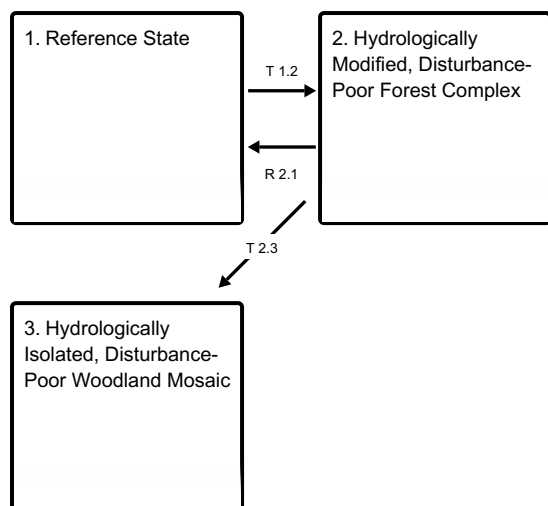 1. Reference State
2. Hydrologically
Modified, Disturbance-
Poor Forest Complex
T 1.2
R 2.1
T 2.3
3. Hydrologically
Isolated, Disturbance-
Poor Woodland Mosaic